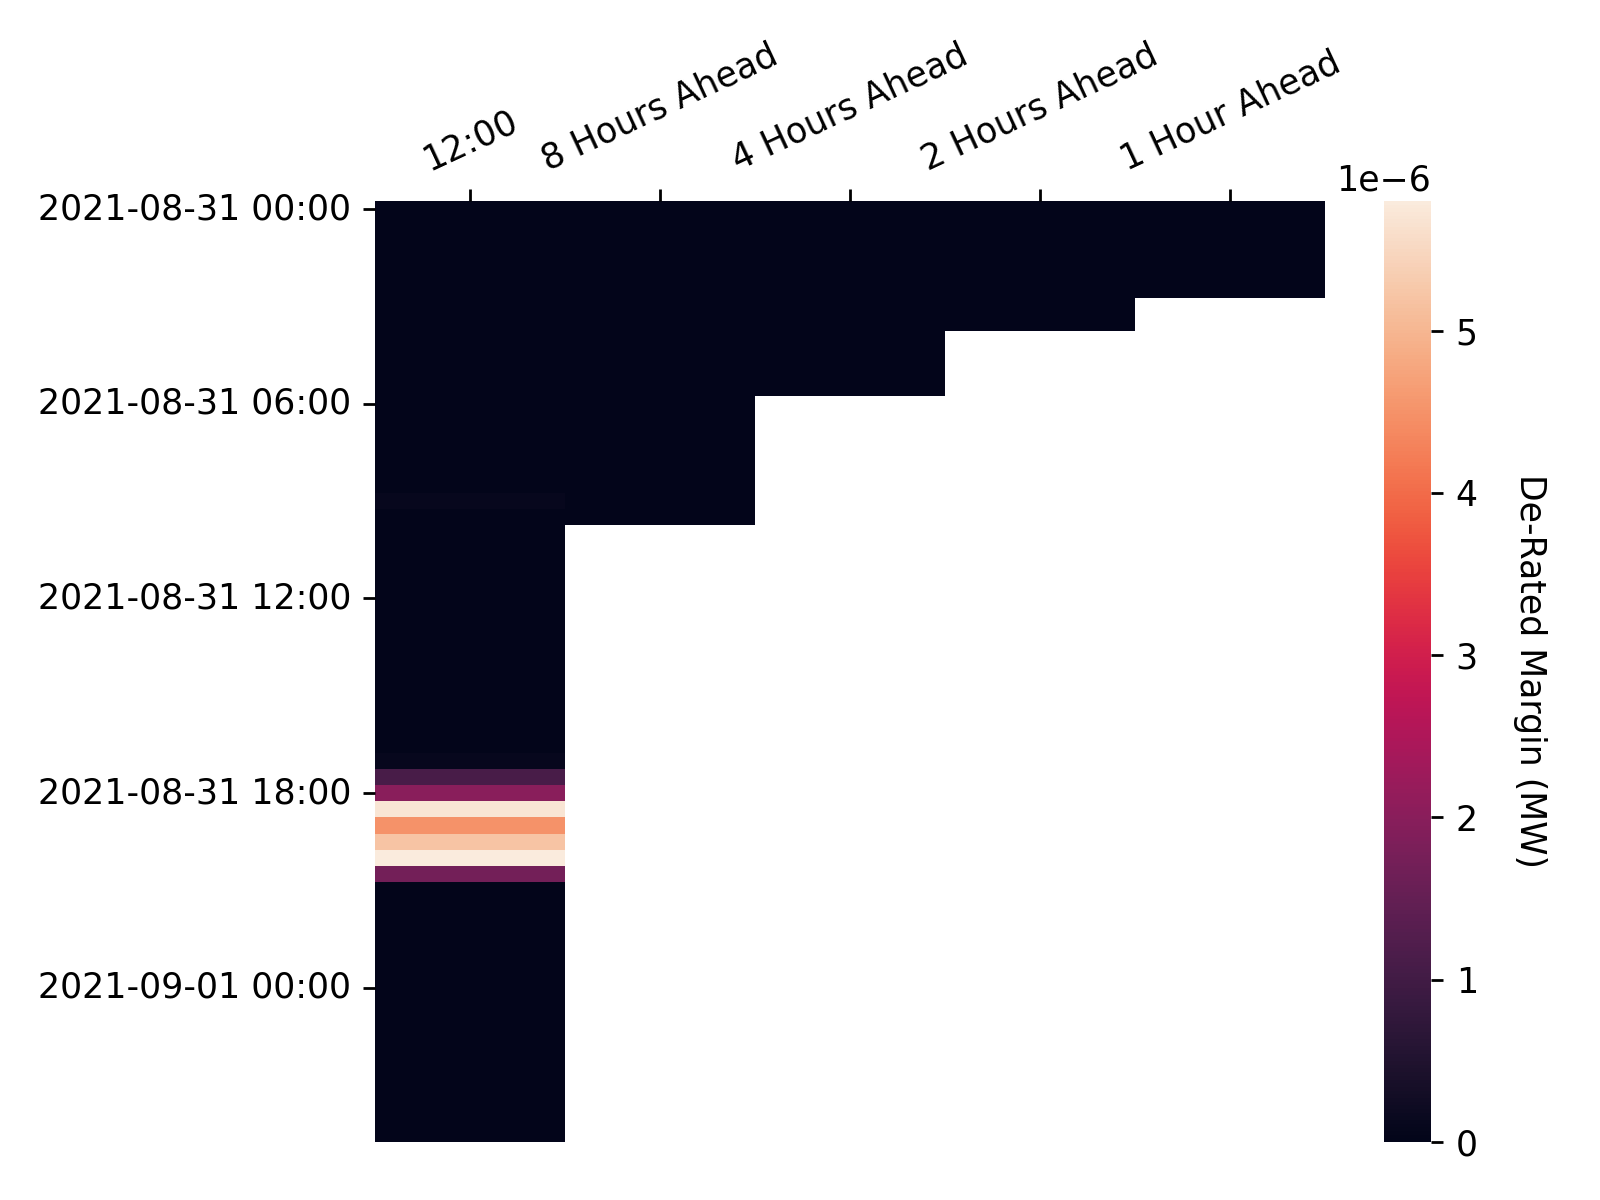 12:00
8 Hours Ahead
4 Hours Ahead
2 Hours Ahead
1 Hour Ahead
1e−6
2021-08-31 00:00
2021-08-31 06:00
2021-08-31 12:00
2021-08-31 18:00
2021-09-01 00:00
5
4
3
2
1
0
De-Rated Margin (MW)